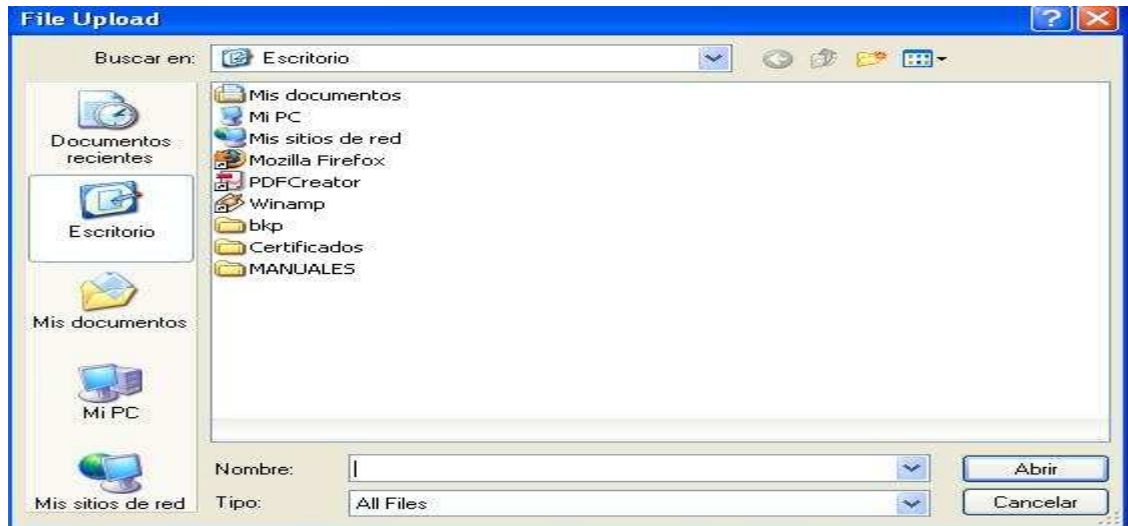 File Upload
Buscar en: Escritorio
Documentos
recientes
Escritorio
Mis documentos
Mi PC
Mis sitios de red
Mis documentos
Mi PC
Mis sitios de red
Mozilla Firefox
PDFCreator
Winamp
bkp
Certificados
MANUALES
Nombre:
Abrir
Tipo: All Files
Cancelar